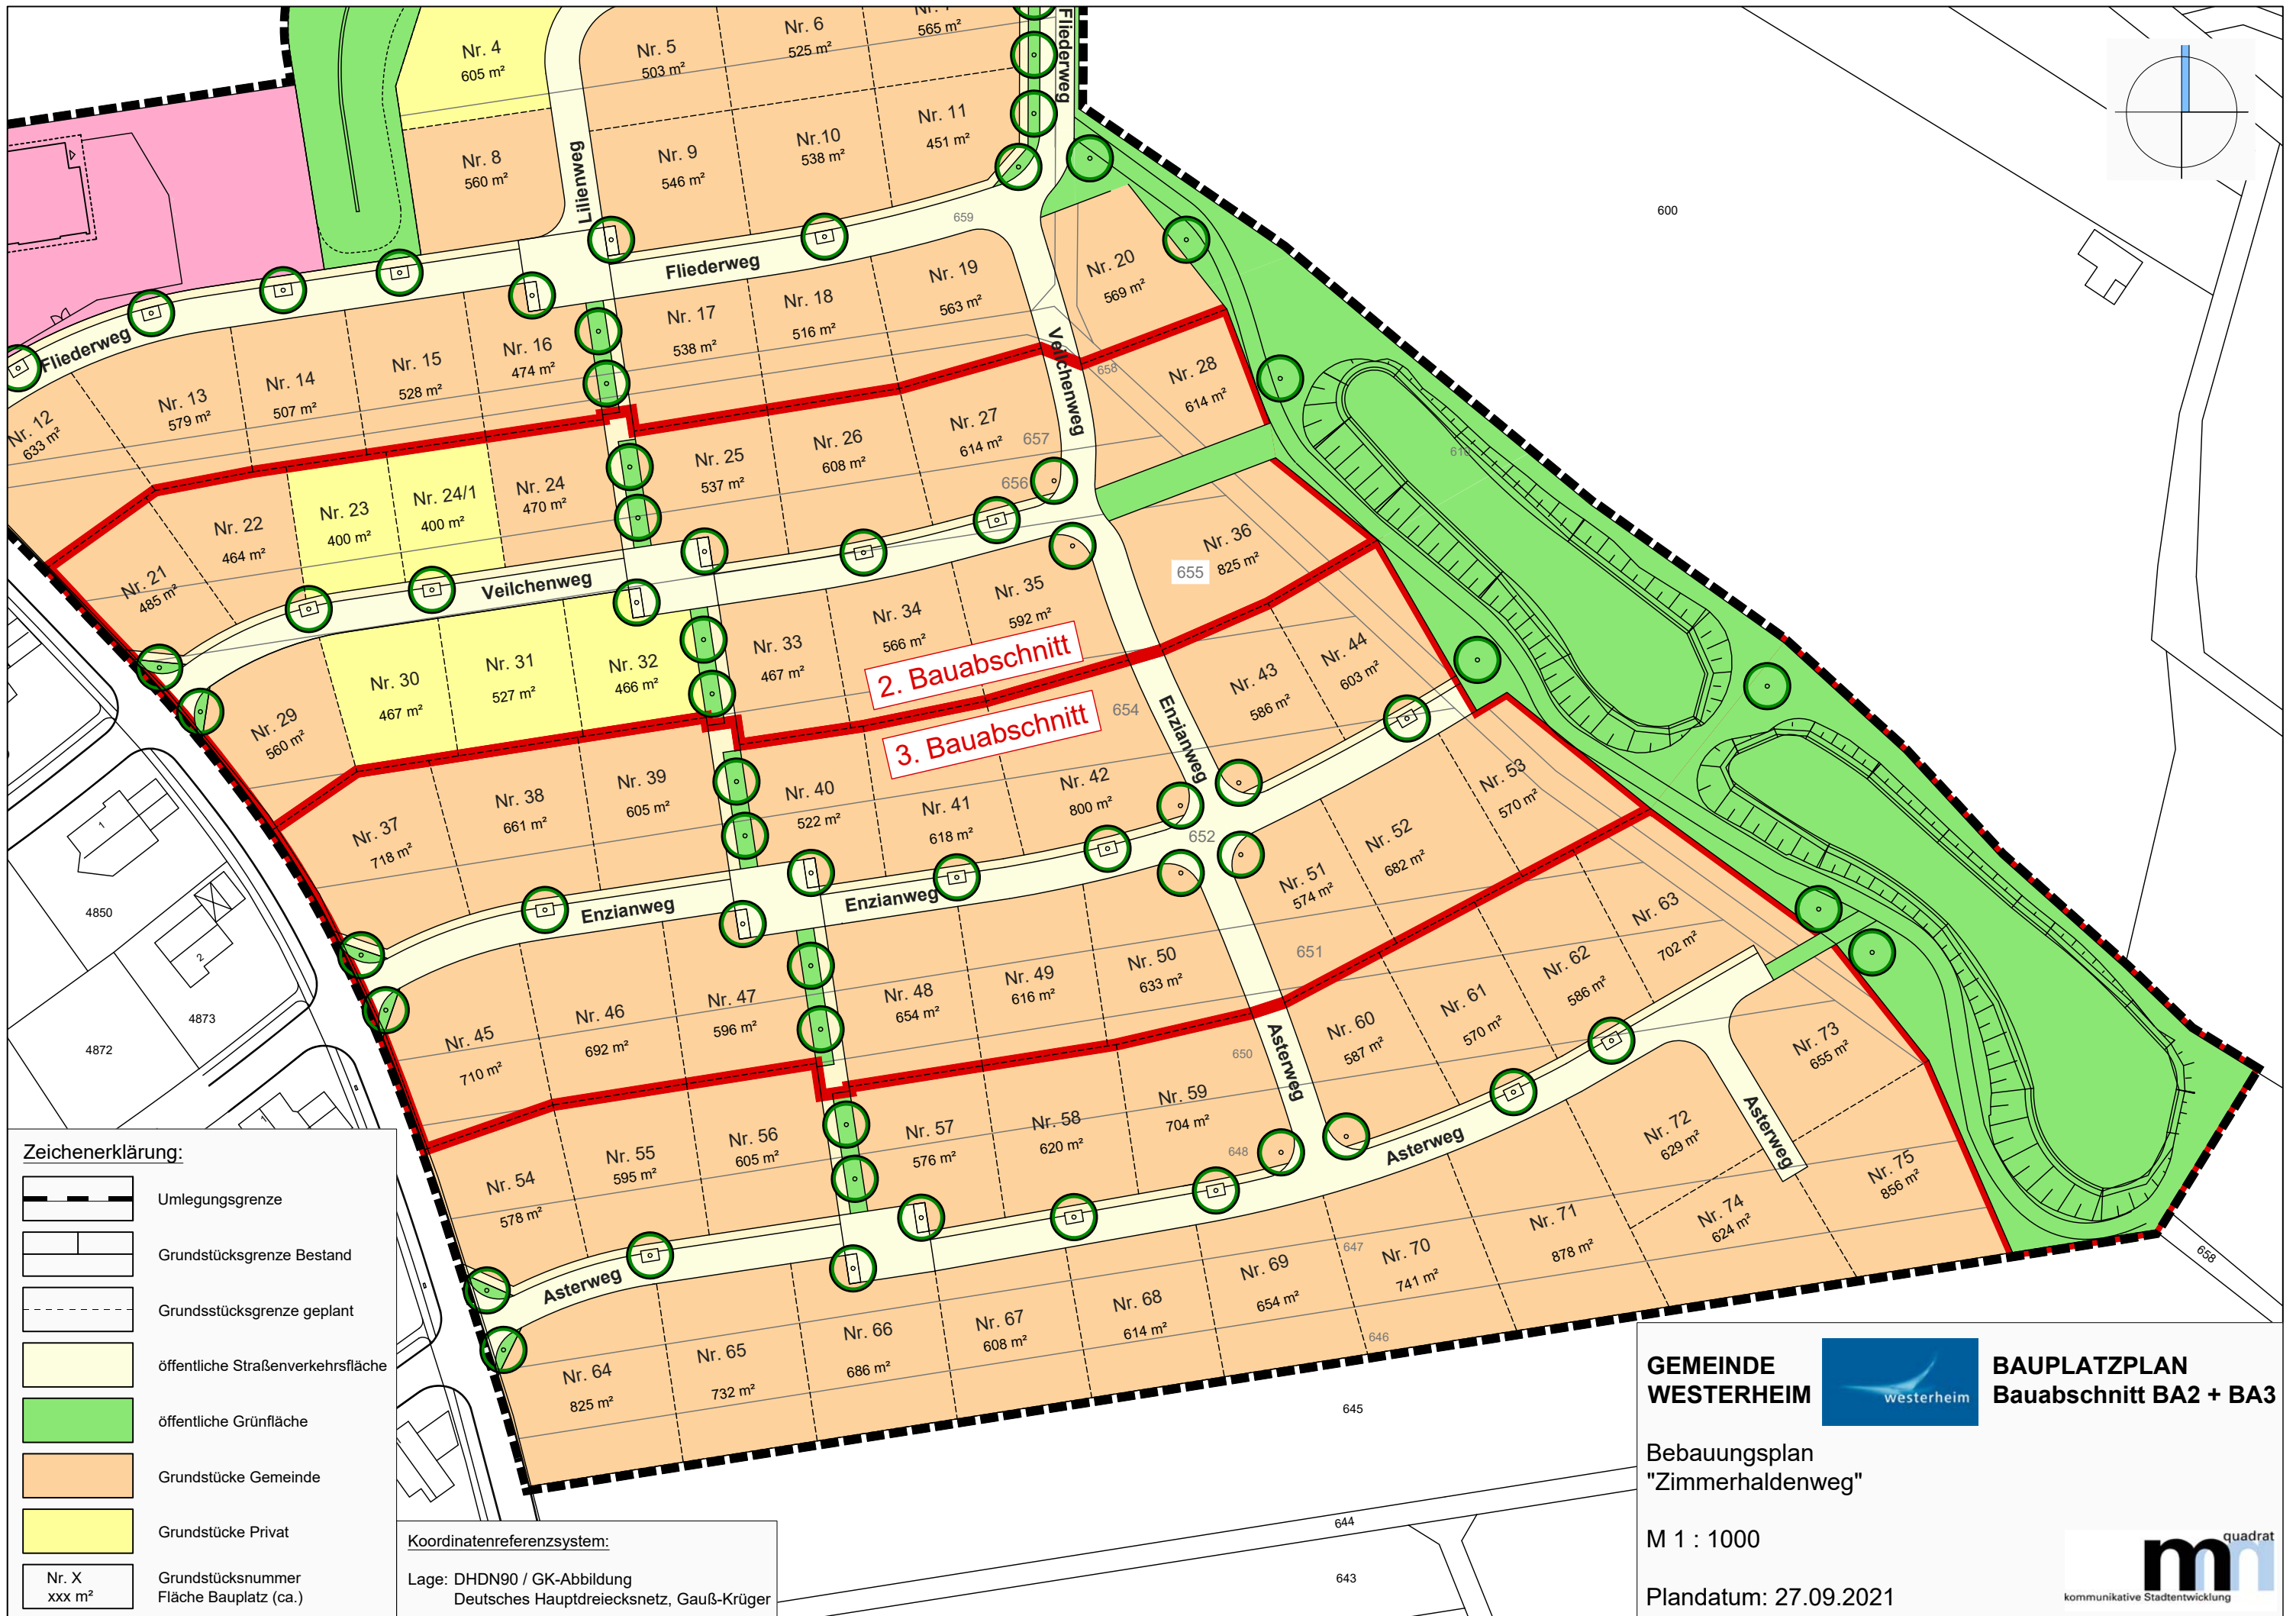 Nr. 4
605 m²
Nr. 5
503 m²
Nr. 6
525 m²
565 m²
Fliederweg
Nr. 8
560 m²
Lilienweg
Nr. 9
546 m²
Nr.10
538 m²
Nr. 11
451 m²
659
600
Fliederweg
Fliederweg
Nr. 12
633 m²
Nr. 13
579 m²
Nr. 14
507 m²
Nr. 15
528 m²
Nr. 16
474 m²
Nr. 17
538 m²
Nr. 18
516 m²
Nr. 19
563 m²
Nr. 20
569 m²
Veilchenweg
658
Nr. 21
485 m²
Nr. 22
464 m²
Nr. 23
400 m²
Nr. 24/1
400 m²
Nr. 24
470 m²
Nr. 25
537 m²
Nr. 26
608 m²
Nr. 27
614 m²
657
656
Nr. 28
614 m²
Veilchenweg
Nr. 29
560 m²
Nr. 30
467 m²
Nr. 31
527 m²
Nr. 32
466 m²
Nr. 33
467 m²
Nr. 34
566 m²
Nr. 35
592 m²
Nr. 36
825 m²
655
2. Bauabschnitt
3. Bauabschnitt
654
Enzianweg
Nr. 37
718 m²
Nr. 38
661 m²
Nr. 39
605 m²
Nr. 40
522 m²
Nr. 41
618 m²
Nr. 42
800 m²
Nr. 43
586 m²
Nr. 44
603 m²
652
Enzianweg
Enzianweg
1
2
4850
4873
4872
Nr. 45
710 m²
Nr. 46
692 m²
Nr. 47
596 m²
Nr. 48
654 m²
Nr. 49
616 m²
Nr. 50
633 m²
Nr. 51
574 m²
Nr. 52
682 m²
Nr. 53
570 m²
651
650
Asterweg
Nr. 54
578 m²
Nr. 55
595 m²
Nr. 56
605 m²
Nr. 57
576 m²
Nr. 58
620 m²
Nr. 59
704 m²
648
Nr. 60
587 m²
Nr. 61
570 m²
Nr. 62
586 m²
Nr. 63
702 m²
Asterweg
Asterweg
Asterweg
Nr. 64
825 m²
Nr. 65
732 m²
Nr. 66
686 m²
Nr. 67
608 m²
Nr. 68
614 m²
Nr. 69
654 m²
647
Nr. 70
741 m²
Nr. 71
878 m²
Nr. 72
629 m²
Nr. 73
655 m²
Nr. 74
624 m²
Nr. 75
856 m²
646
645
644
643
658
Zeichenerklärung:
Umlegungsgrenze
Grundstücksgrenze Bestand
Grundsstücksgrenze geplant
öffentliche Straßenverkehrsfläche
öffentliche Grünfläche
Grundstücke Gemeinde
Grundstücke Privat
Nr. X
xxx m²
Grundstücksnummer
Fläche Bauplatz (ca.)
Koordinatenreferenzsystem:
Lage: DHDN90 / GK-Abbildung
Deutsches Hauptdreiecksnetz, Gauß-Krüger
GEMEINDE
WESTERHEIM
westerheim
BAUPLATZPLAN
Bauabschnitt BA2 + BA3
Bebauungsplan
"Zimmerhaldenweg"
M 1 : 1000
Plandatum: 27.09.2021
quadrat
kommunikative Stadtentwicklung